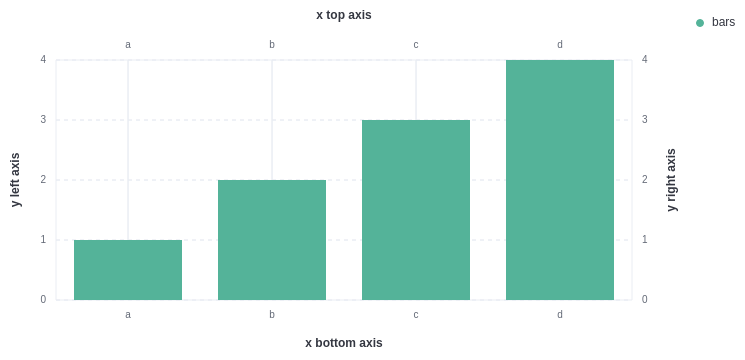 x top axis
bars
a b c d
4 4
3 3
2 2
1 1
0 0
y left axis
y right axis
a b c d
x bottom axis